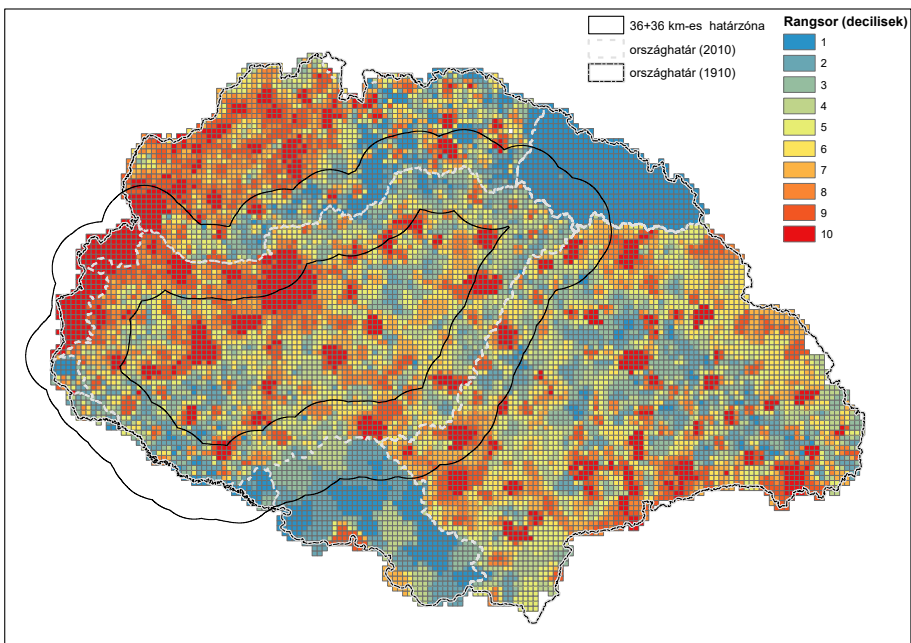 36+36 km-es határzóna
országhatár (2010)
országhatár (1910)
Rangsor (decilisek)
1
2
3
4
5
6
7
8
9
10